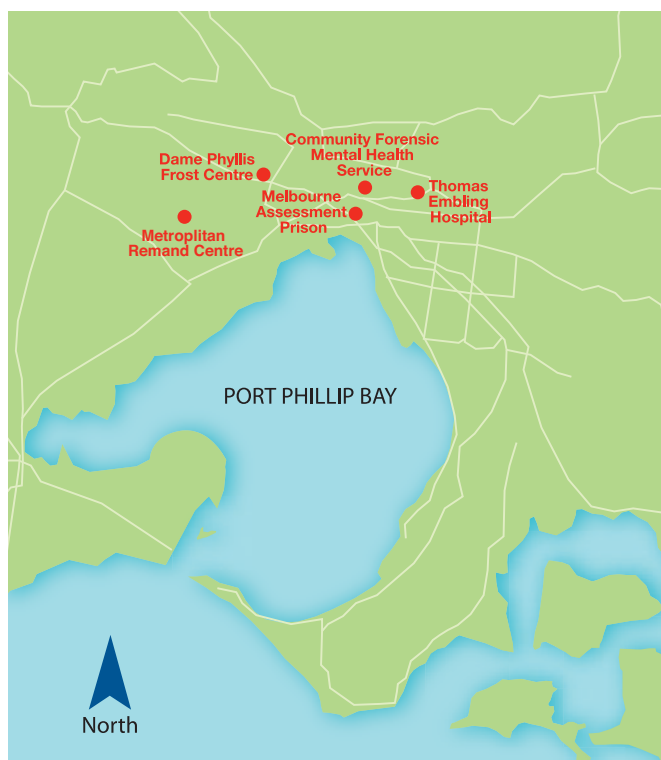 Community Forensic
Mental Health
Service
Dame Phyllis
Frost Centre
Thomas
Embling
Hospital
Melbourne
Assessment
Prison
Metroplitan
Remand Centre
PORT PHILLIP BAY
North